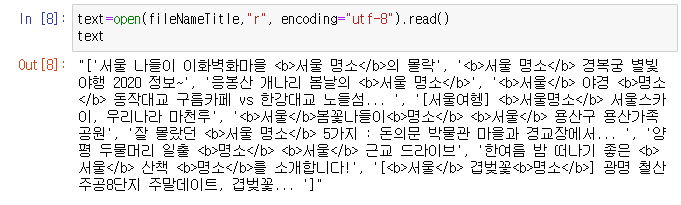 In [8]: text=open(fileNameTitle,"r", encoding="utf-8").read()
text
Out[8]: "['서울 나들이 이화벽화마을 <b>서울 명소</b>의 몰락', '<b>서울 명소</b> 경복궁 별빛
야행 2020 정보~', '응봉산 개나리 봄날의 <b>서울 명소</b>', '<b>서울</b> 야경 <b>명소
</b> 동작대교 구름카페 vs 한강대교 노들섬... ', '[서울여행] <b>서울명소</b> 서울스카
이, 우리나라 마천루', '<b>서울</b>봄꽃나들이<b>명소</b> <b>서울</b> 용산구 용산가족
공원', '잘 몰랐던 <b>서울 명소</b> 5가지 : 돈의문 박물관 마을과 경교장에서... ', '양
평 두물머리 일출 <b>명소</b> <b>서울</b> 근교 드라이브', '한여름 밤 떠나기 좋은 <b>
서울</b> 산책 <b>명소</b>를 소개합니다!', '[<b>서울</b> 겹벚꽃<b>명소</b>] 광명 철산
주공8단지 주말데이트, 겹벚꽃... ']"